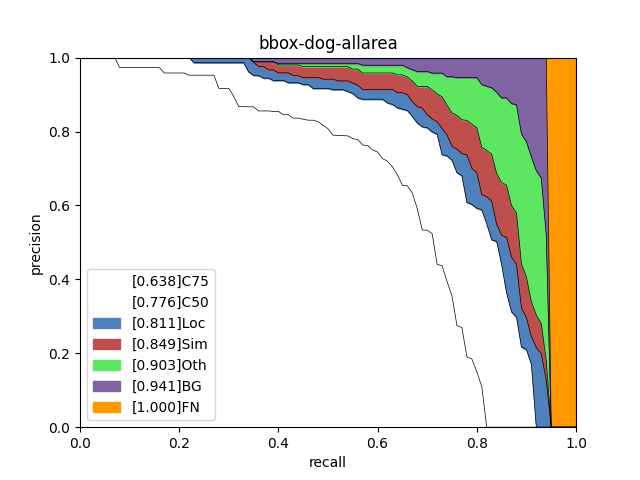 bbox-dog-allarea
1.0
0.8
0.6
0.4
0.2
0.0
precision
[0.638]C75
[0.776]C50
[0.811]Loc
[0.849]Sim
[0.903]Oth
[0.941]BG
[1.000]FN
0.0 0.2 0.4 0.6 0.8 1.0
recall